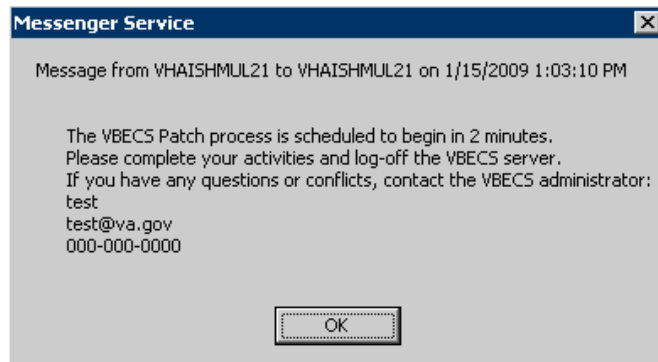 Messenger Service
Message from VHAISHMUL21 to VHAISHMUL21 on 1/15/2009 1:03:10 PM
The VBECS Patch process is scheduled to begin in 2 minutes.
Please complete your activities and log-off the VBECS server.
If you have any questions or conflicts, contact the VBECS administrator:
test
test@va.gov
000-000-0000
OK